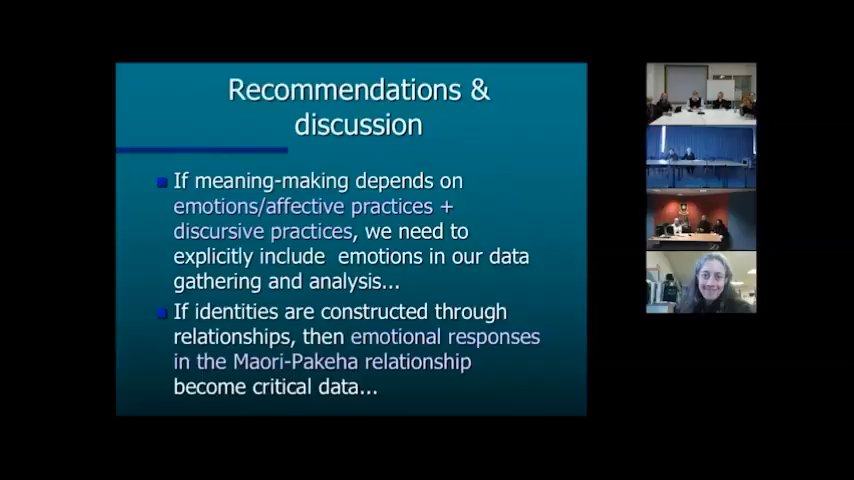 Recommendations &
discussion
If meaning-making depends on
emotions/affective practices +
discursive practices, we need to
explicitly include emotions in our data
gathering and analysis...
If identities are constructed through
relationships, then emotional responses
in the Maori-Pakeha relationship
become critical data...